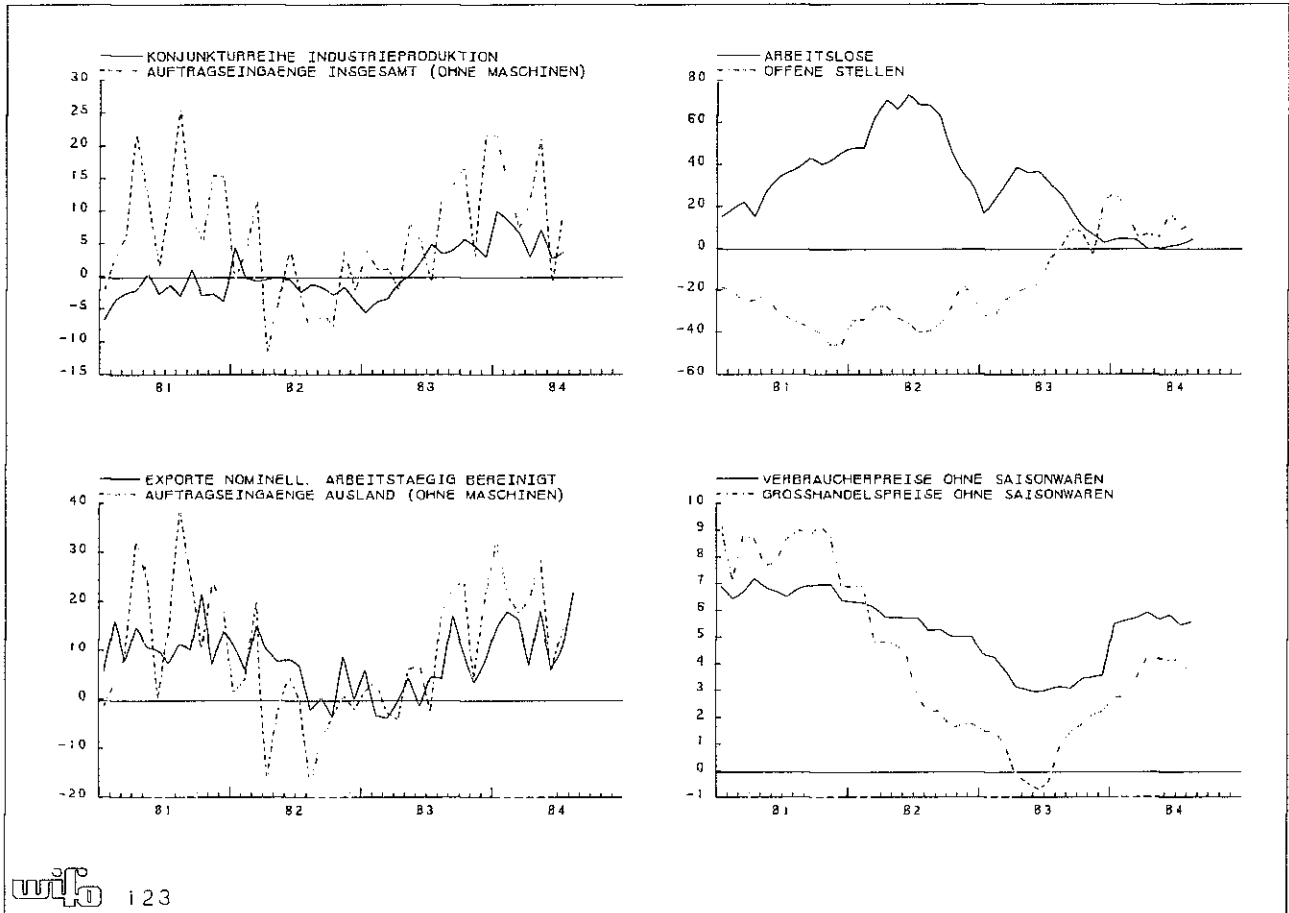 KONJUNKTURREIHE INDUSTRIEPRODUKTION
AUFTRAGSEINGAENGE INSGESAMT (OHNE MASCHINEN)
30
25
20
15
10
5
0
-5
-10
-15
81 82 83 84
ARBEITSLOSE
OFFENE STELLEN
80
60
40
20
0
-20
-40
-60
81 82 83 84
EXPORTE NOMINELL. ARBEITSTAEGIG BEREINIGT
AUFTRAGSEINGAENGE AUSLAND (OHNE MASCHINEN)
40
30
20
10
0
-10
-20
81 82 83 84
VERBRAUCHERPREISE OHNE SAISONWAREN
GROSSHANDELSPREISE OHNE SAISONWAREN
10
9
8
7
6
5
4
3
2
1
0
-1
81 82 83 84
wifo 123